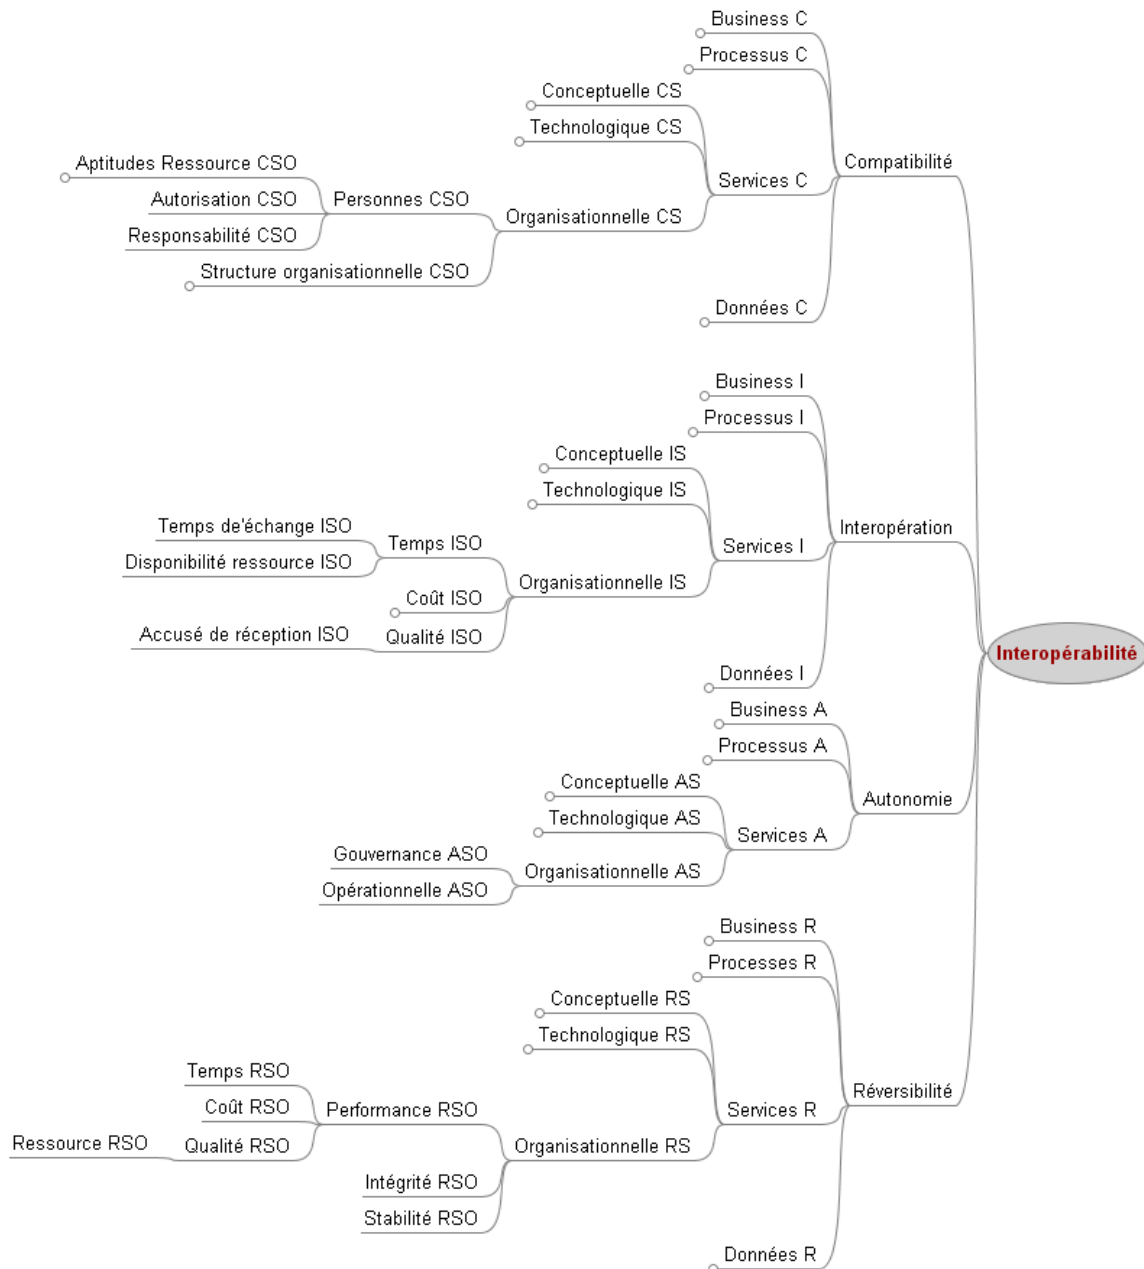 Business C
Processus C
Conceptuelle CS
Technologique CS
Compatibilité
Aptitudes Ressource CSO
Services C
Autorisation CSO
Personnes CSO
Organisationnelle CS
Responsabilité CSO
Structure organisationnelle CSO
Données C
Business I
Processus I
Conceptuelle IS
Technologique IS
Temps de'échange ISO
Interopération
Temps ISO
Services I
Disponibilité ressource ISO
Organisationnelle IS
Coût ISO
Accusé de réception ISO
Qualité ISO
Interopérabilité
Données I
Business A
Processus A
Conceptuelle AS
Autonomie
Technologique AS
Services A
Gouvernance ASO
Organisationnelle AS
Opérationnelle ASO
Business R
Processes R
Conceptuelle RS
Technologique RS
Temps RSO
Réversibilité
Coût RSO
Performance RSO
Services R
Ressource RSO
Qualité RSO
Organisationnelle RS
Intégrité RSO
Stabilité RSO
Données R